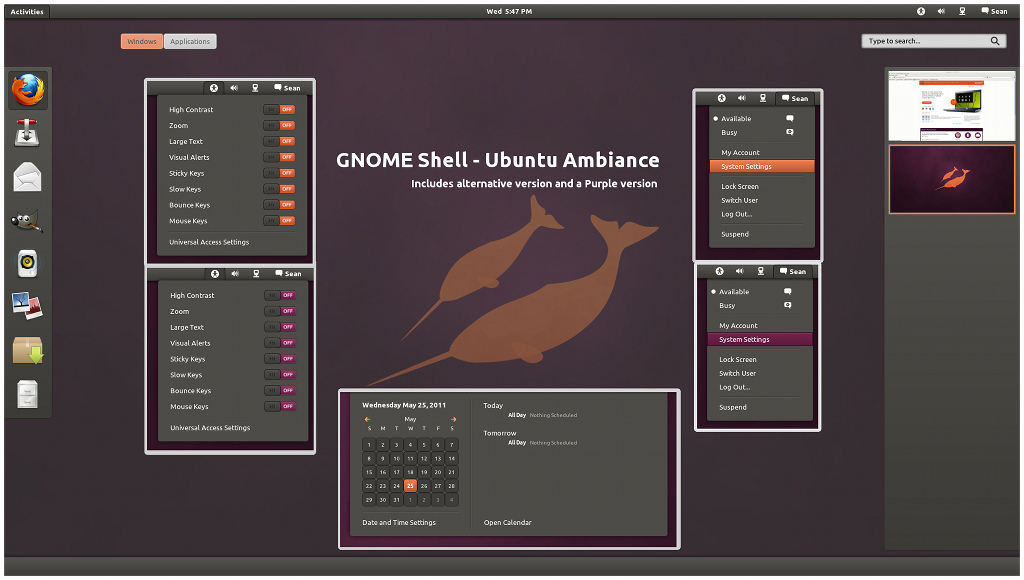 Activities
Wed 5:47 PM
Sean
Windows
Applications
Type to search...
Sean
High Contrast OFF
Zoom OFF
Large Text OFF
Visual Alerts OFF
Sticky Keys OFF
Slow Keys OFF
Bounce Keys OFF
Mouse Keys OFF
Universal Access Settings
GNOME Shell - Ubuntu Ambiance
Includes alternative version and a Purple version
Sean
Available
Busy
My Account
System Settings
Lock Screen
Switch User
Log Out...
Suspend
Sean
High Contrast OFF
Zoom OFF
Large Text OFF
Visual Alerts OFF
Sticky Keys OFF
Slow Keys OFF
Bounce Keys OFF
Mouse Keys OFF
Universal Access Settings
Sean
Available
Busy
My Account
System Settings
Lock Screen
Switch User
Log Out...
Suspend
Wednesday May 25, 2011
May
S M T W T F S
1 2 3 4 5 6 7
8 9 10 11 12 13 14
15 16 17 18 19 20 21
22 23 24 25 26 27 28
29 30 31 1 2 3 4
Date and Time Settings
Today
All Day Nothing Scheduled
Tomorrow
All Day Nothing Scheduled
Open Calendar